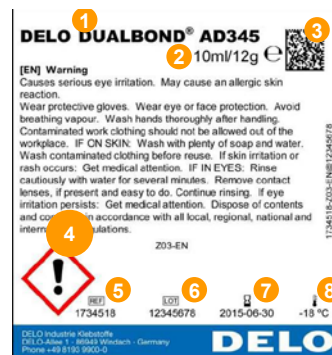 1
3
DELO DUALBOND® AD345
2 10ml/12g e
[EN] Warning
Causes serious eye irritation. May cause an allergic skin
reaction.
Wear protective gloves. Wear eye or face protection. Avoid
breathing vapour. Wash hands thoroughly after handling.
Contaminated work clothing should not be allowed out of the
workplace. IF ON SKIN: Wash with plenty of soap and water.
Wash contaminated clothing before reuse. If skin irritation or
rash occurs: Get medical attention. IF IN EYES: Rinse
cautiously with water for several minutes. Remove contact
lenses, if present and easy to do. Continue rinsing. If eye
irritation persists: Get medical attention. Dispose of contents
and in accordance with all local, regional, national and
1734518-Z03-EN@12345678
Z03-EN
4
5 6 7 8
REF LOT
1734518 12345678 2015-06-30 -18 °C
DELO Industrie Klebstoffe
DELO-Allee 1 - 86949 Windach - Germany
Phone +49 8193 9900-0
DELO